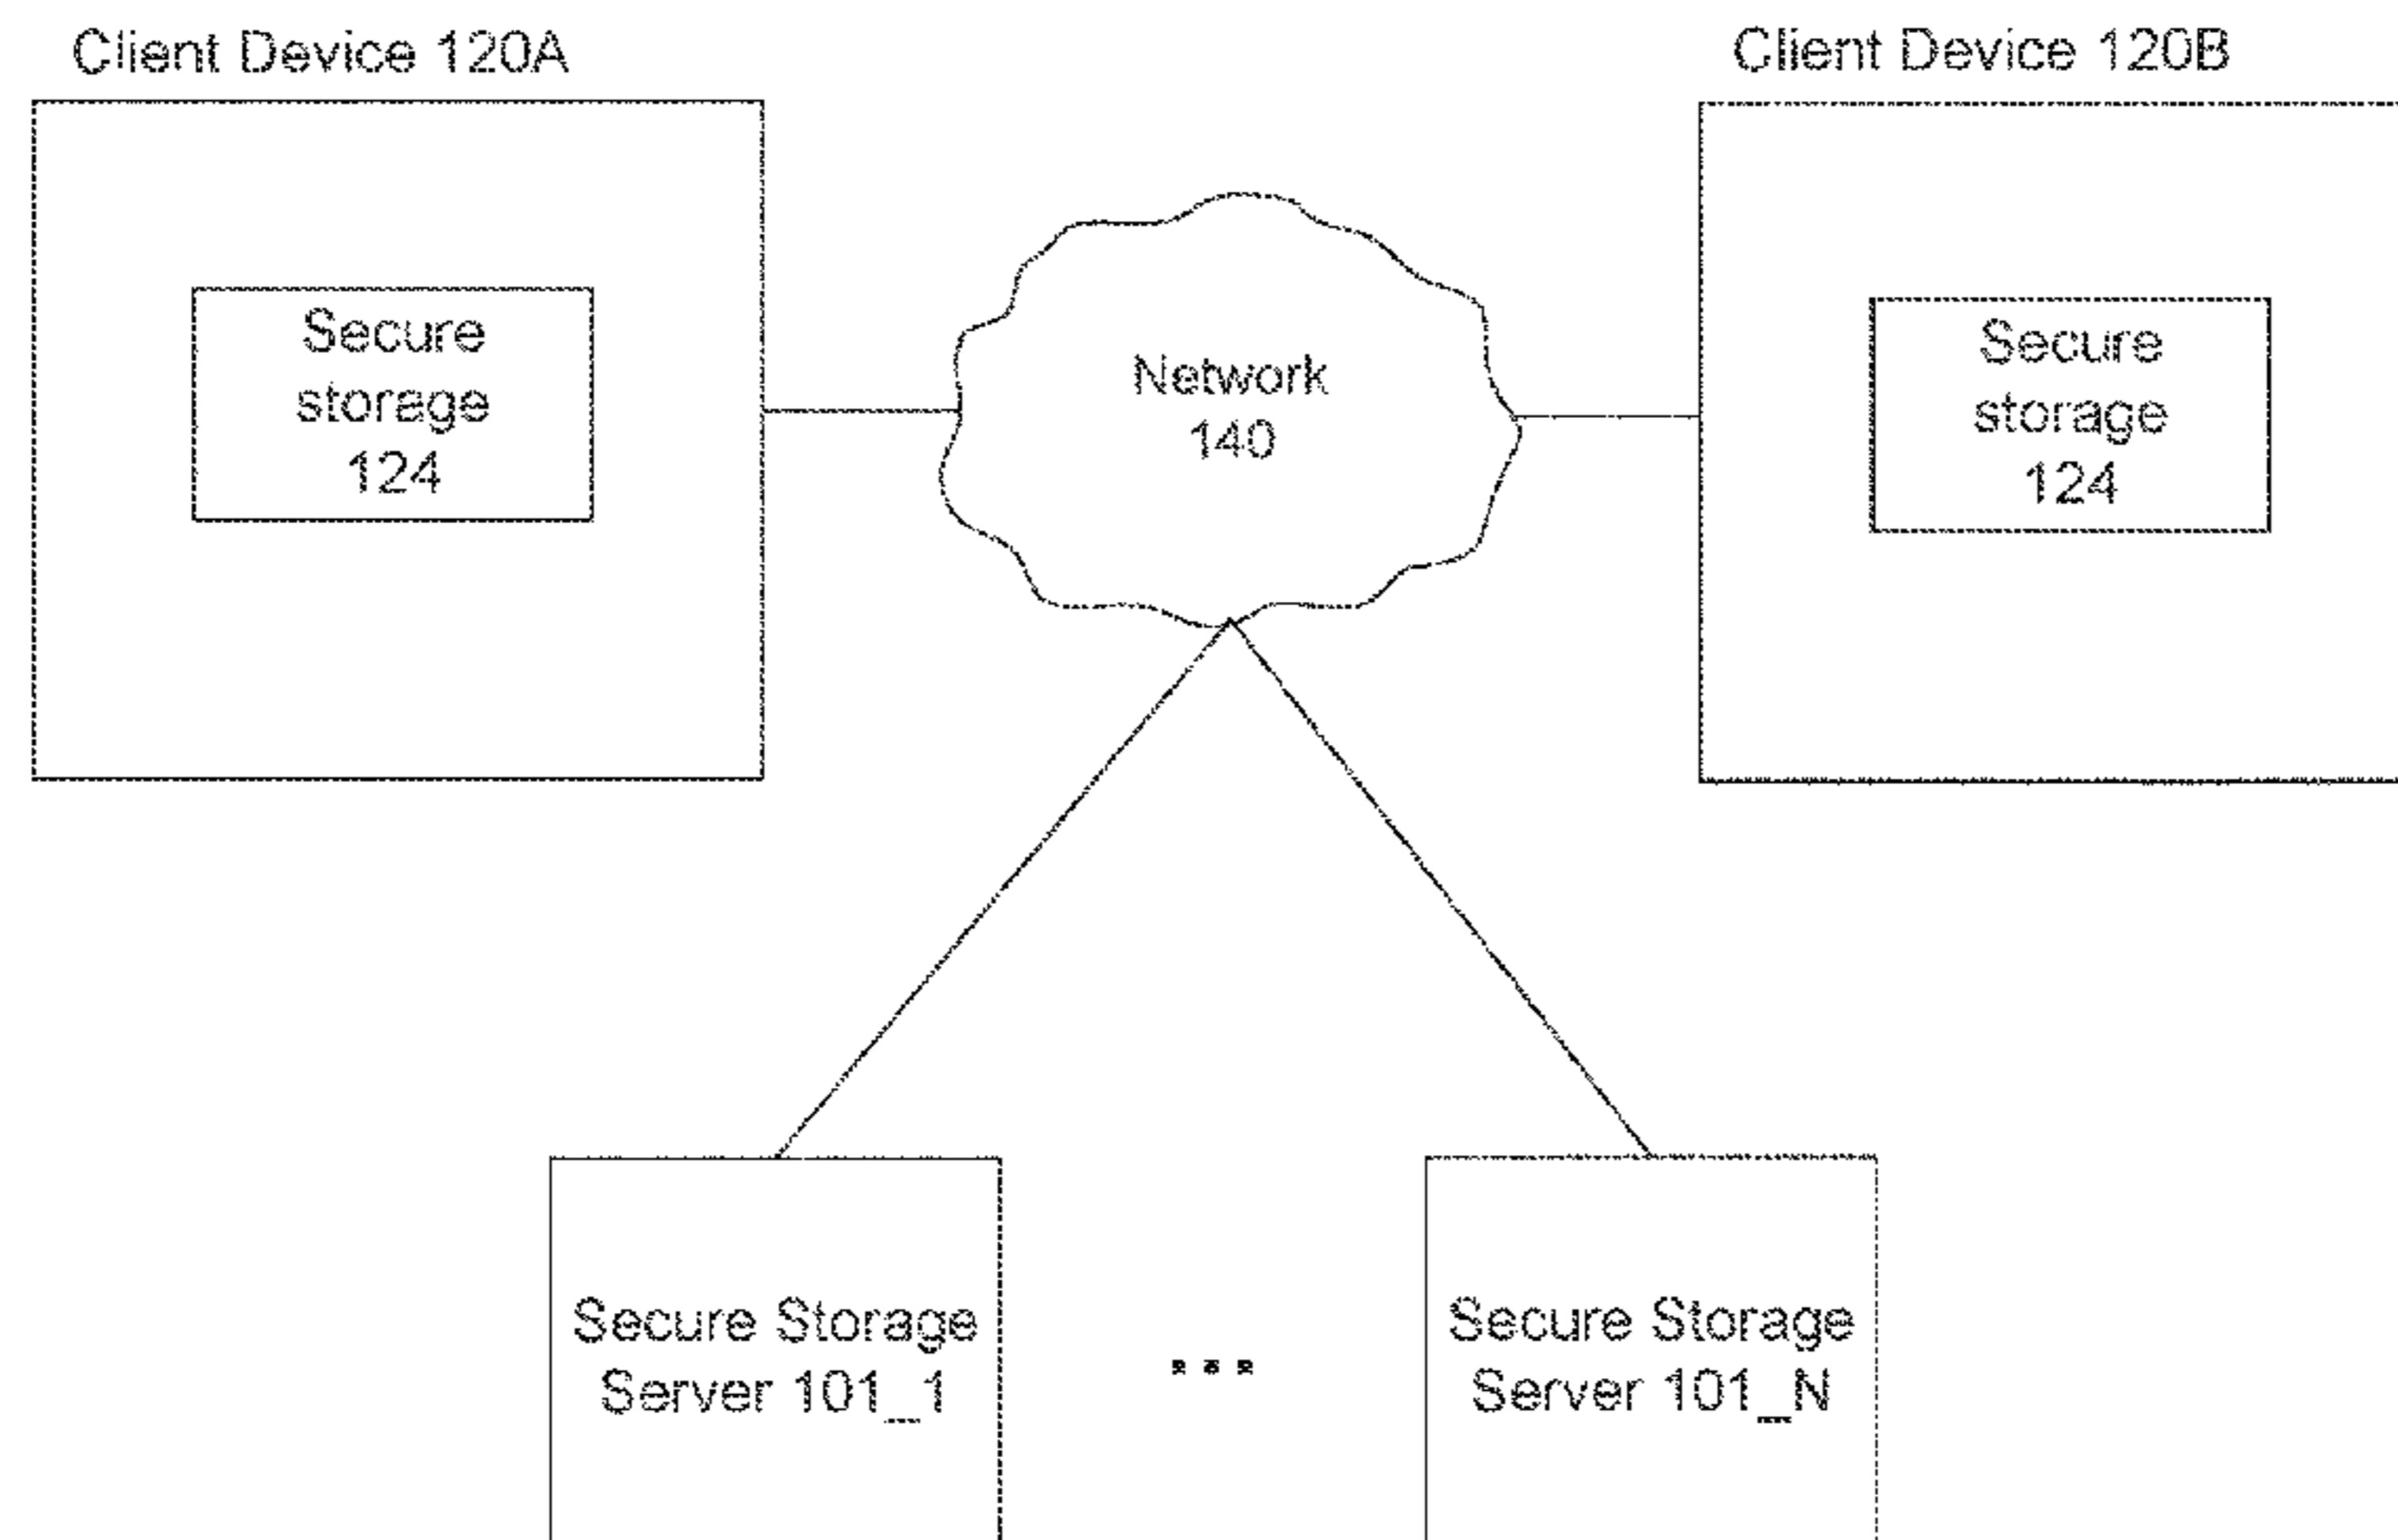 Client Device 120A
Client Device 120B
Secure
storage
124
Network
140
Secure
storage
124
Secure Storage
Server 101_1
...
Secure Storage
Server 101_N